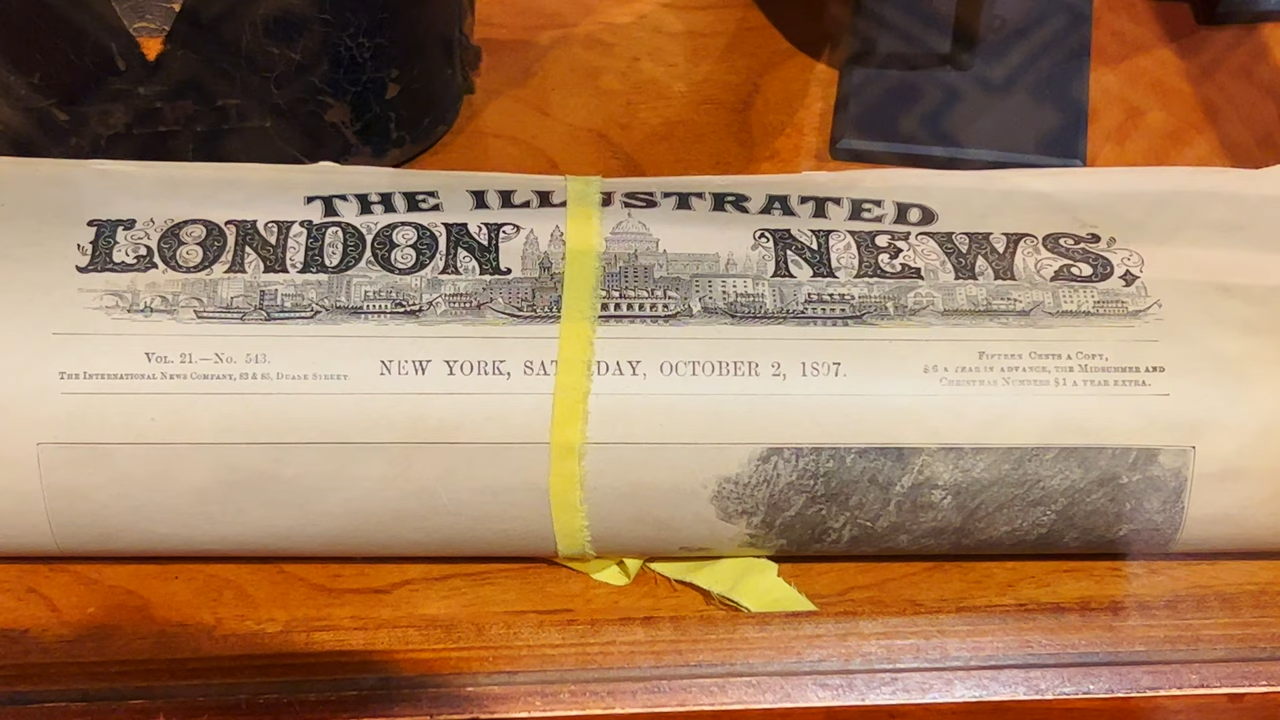 THE ILLUSTRATED
LONDON NEWS,
VOL. 21.—No. 543.
THE INTERNATIONAL NEWS COMPANY, 83 & 85, DUANE STREET.
NEW YORK, SATURDAY, OCTOBER 2, 1897.
FIFTEEN CENTS A COPY,
$6 A YEAR IN ADVANCE, THE MIDSUMMER AND
CHRISTMAS NUMBERS $1 A YEAR EXTRA.